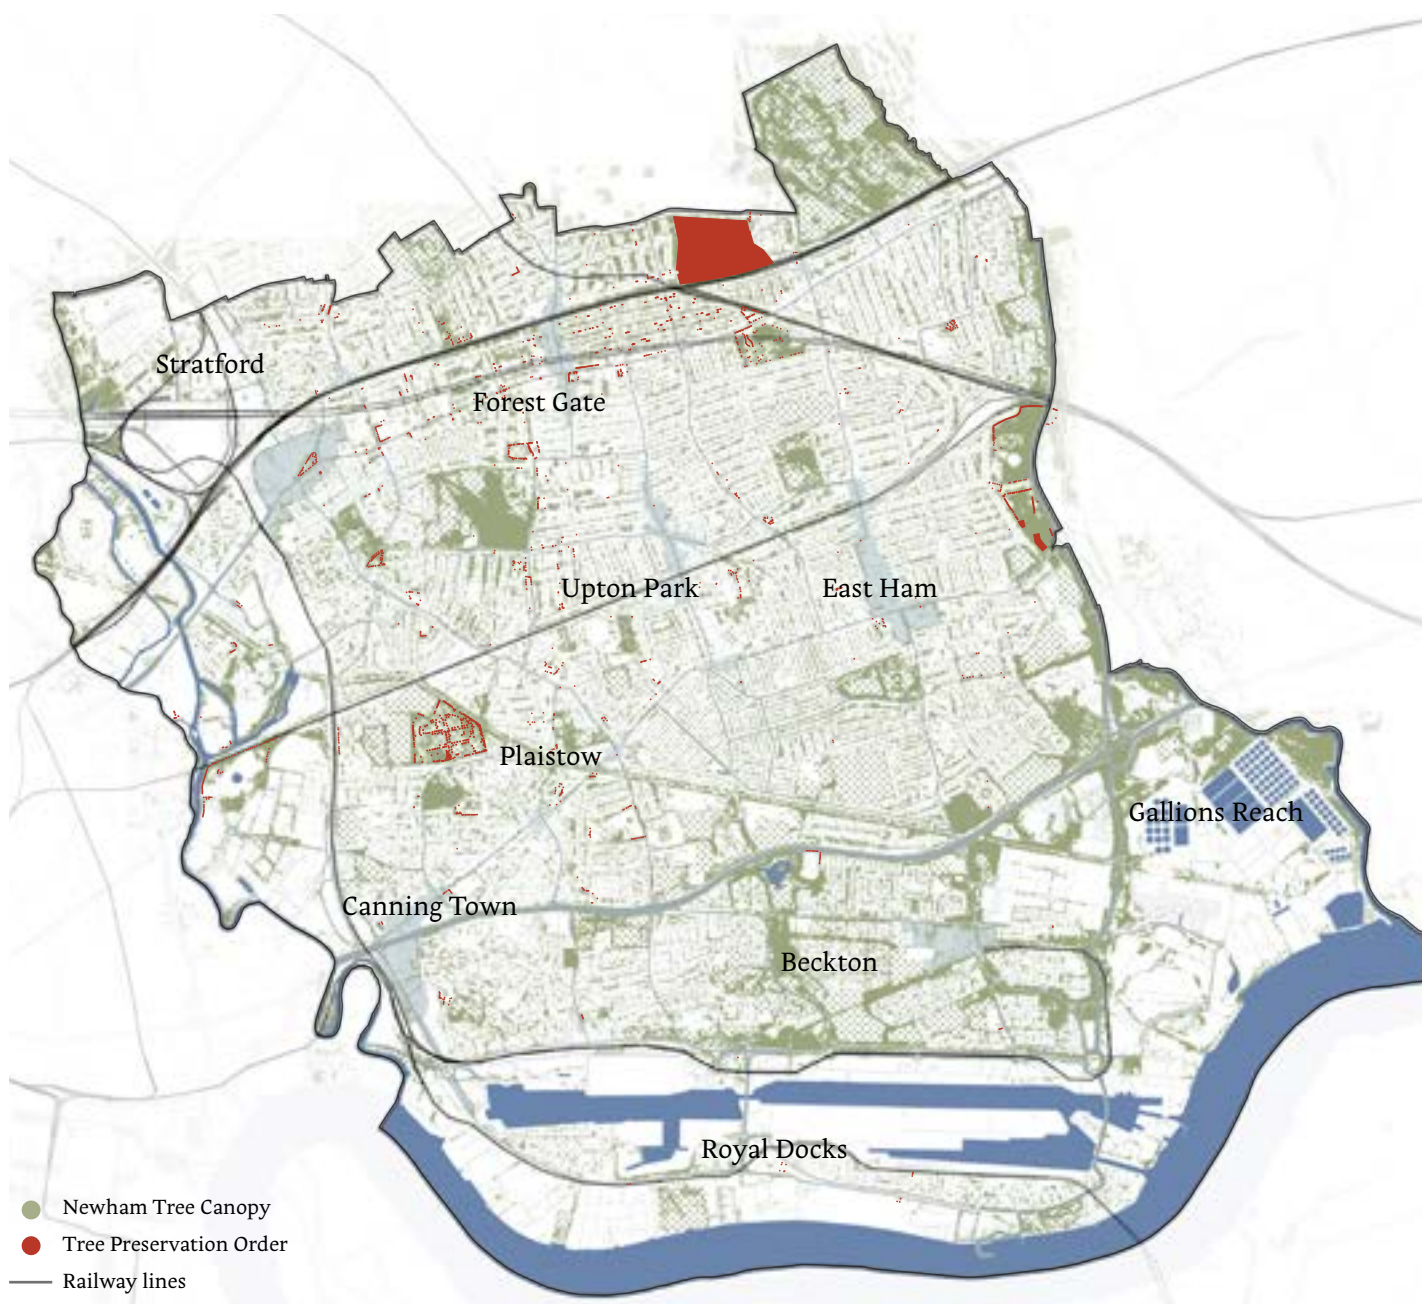 Stratford
Forest Gate
Upton Park
East Ham
Plaistow
Gallions Reach
Canning Town
Beckton
Royal Docks
Newham Tree Canopy
Tree Preservation Order
Railway lines